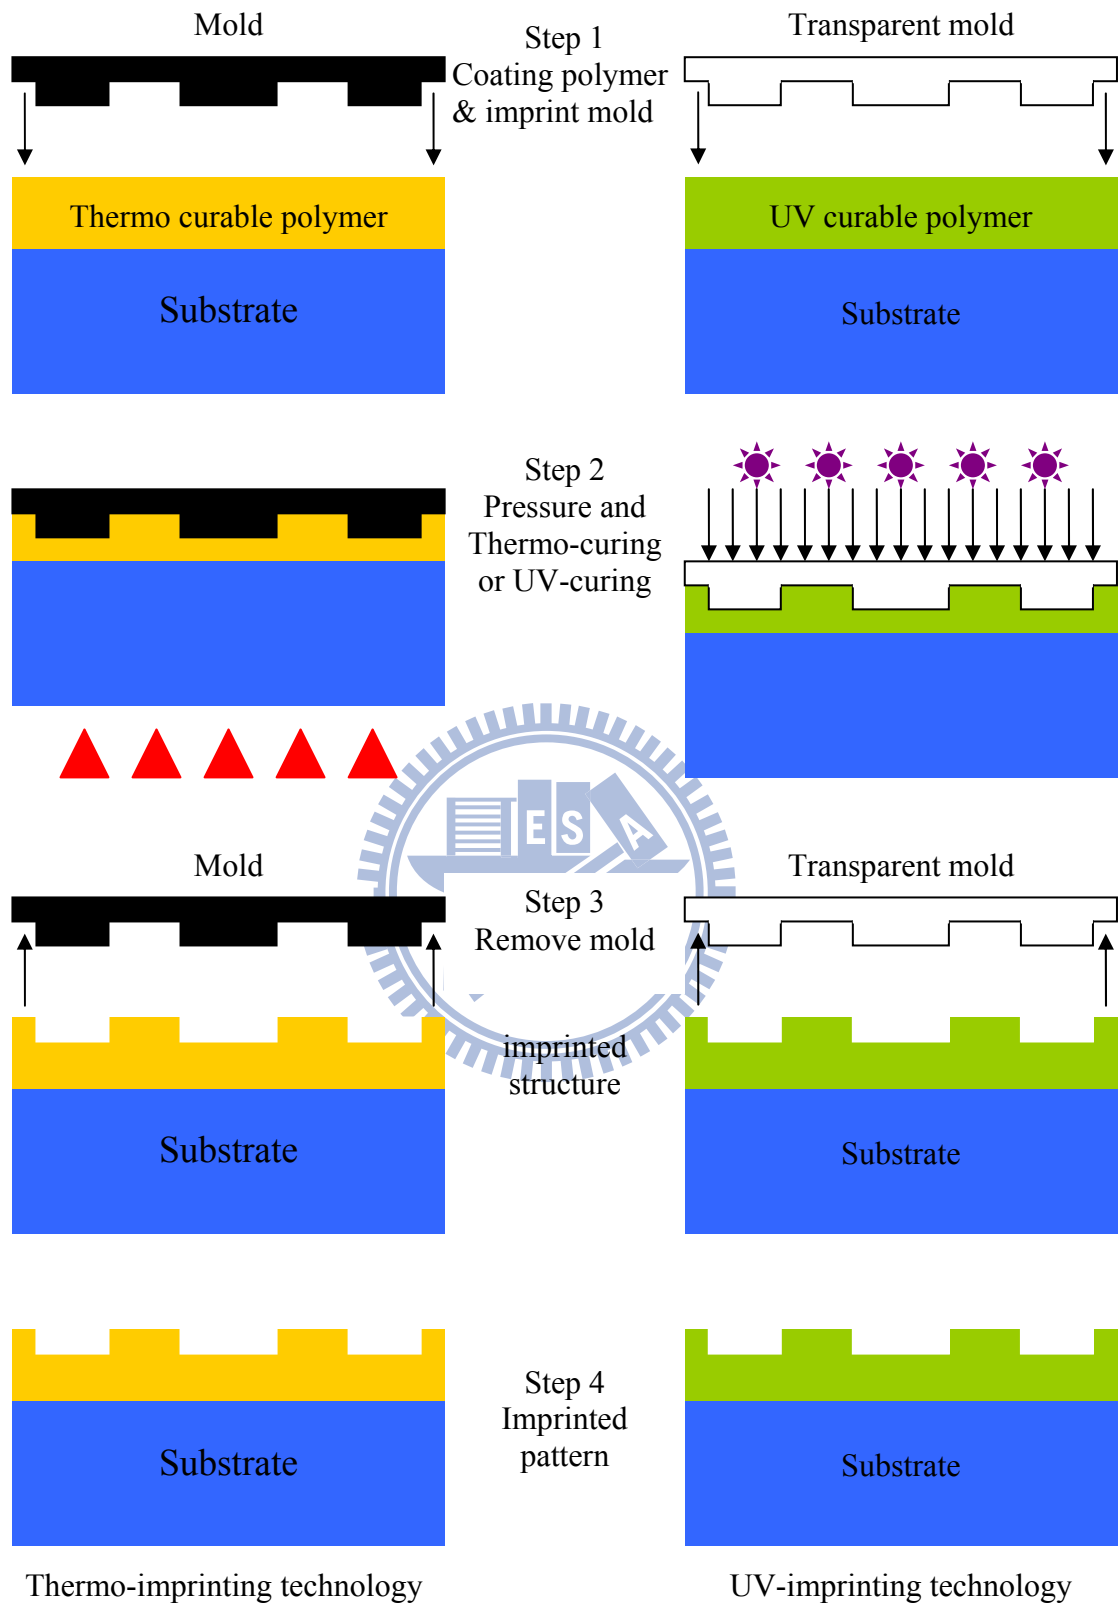 Mold
Step 1
Coating polymer
& imprint mold
Transparent mold
Thermo curable polymer
UV curable polymer
Substrate
Substrate
Step 2
Pressure and
Thermo-curing
or UV-curing
E S A
Mold
Step 3
Remove mold
Transparent mold
imprinted
structure
Substrate
Substrate
Step 4
Imprinted
pattern
Substrate
Substrate
Thermo-imprinting technology
UV-imprinting technology